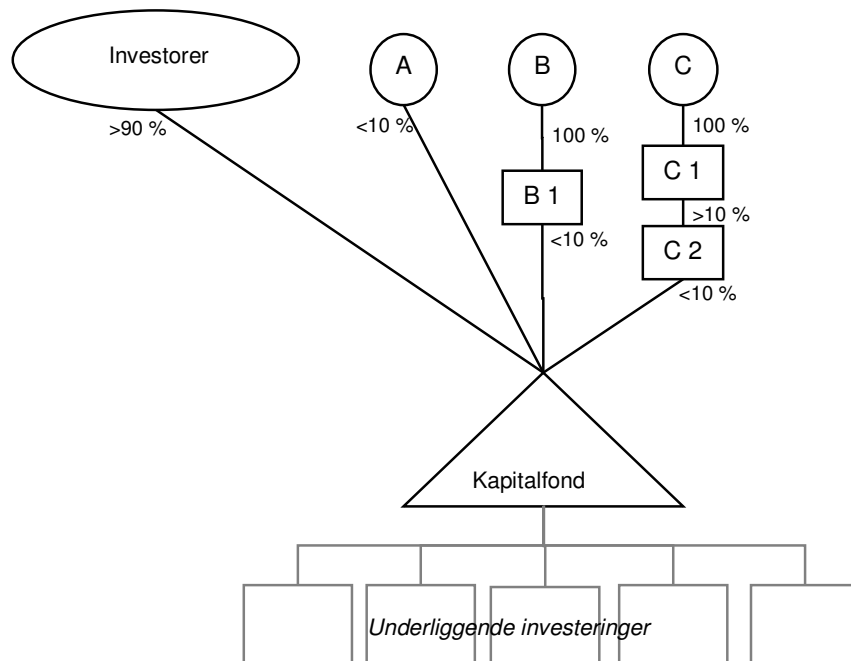 Investorer
A
B
C
>90 %
<10 %
100 %
100 %
B 1
C 1
<10 %
>10 %
C 2
<10 %
Kapitalfond
Underliggende investeringer